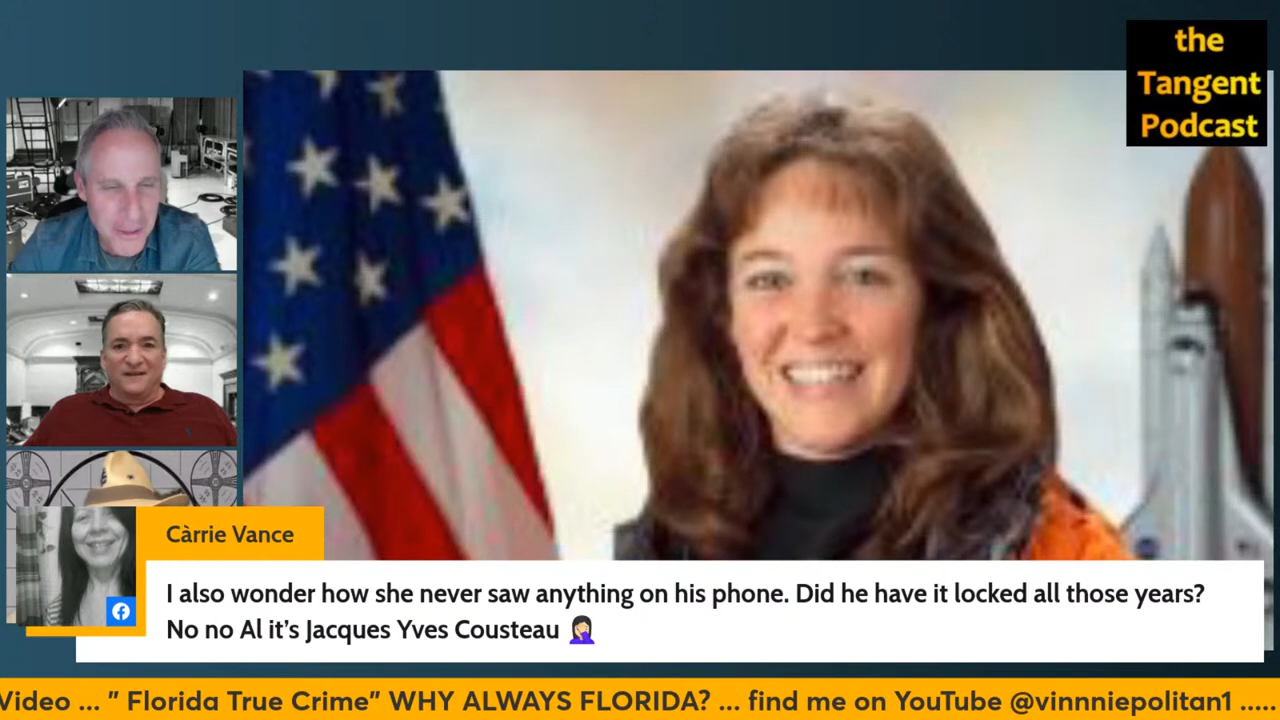 the
Tangent
Podcast
Càrrie Vance
I also wonder how she never saw anything on his phone. Did he have it locked all those years?
No no Al it’s Jacques Yves Cousteau 🤦🏻‍♀️
Video ... ” Florida True Crime” WHY ALWAYS FLORIDA? ... find me on YouTube @vinnniepolitan1 .....